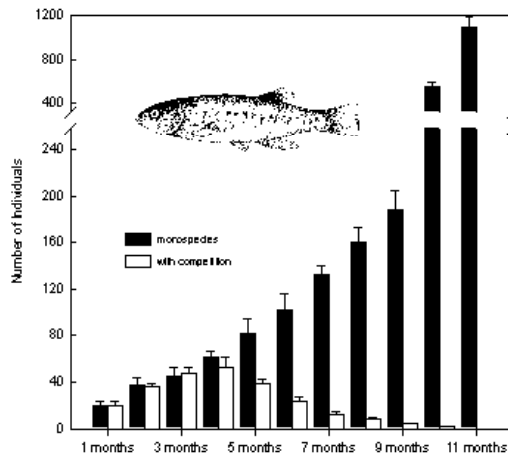 1200
800
400
240
200
160
120
80
40
0
Number of Individuals
monospecies
with competition
1 months 3 months 5 months 7 months 9 months 11 months